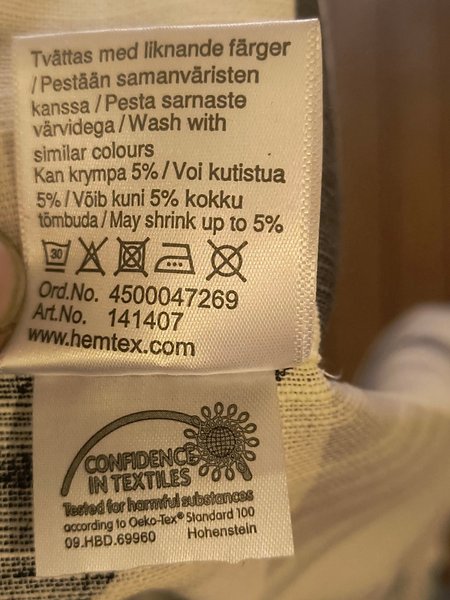 Tvättas med liknande färger
/Pestään samanväristen
kanssa / Pesta sarnaste
värvidega / Wash with
similar colours
Kan krympa 5% / Voi kutistua
5% / Võib kuni 5% kokku
tõmbuda / May shrink up to 5%
30
Ord.No. 4500047269
Art.No. 141407
www.hemtex.com
CONFIDENCE
IN TEXTILES
Tested for harmful substances
according to Oeko-Tex® Standard 100
09.HBD.69960 Hohenstein